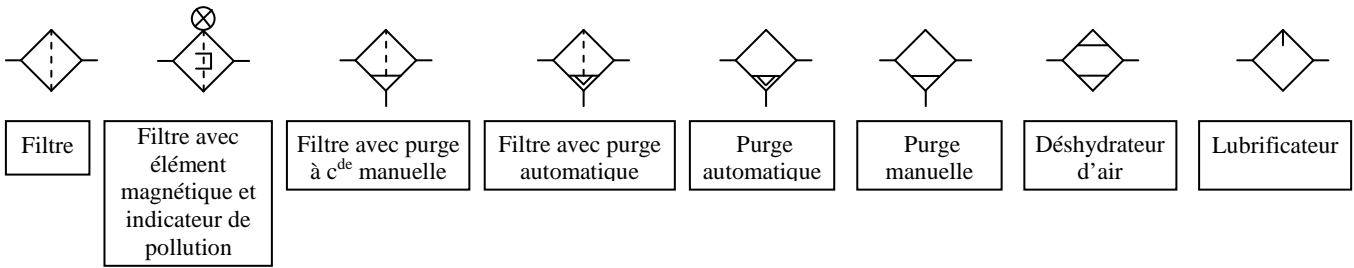 Filtre
Filtre avec
élément
magnétique et
indicateur de
pollution
Filtre avec purge
à cde manuelle
Filtre avec purge
automatique
Purge
automatique
Purge
manuelle
Déshydrateur
d’air
Lubrificateur